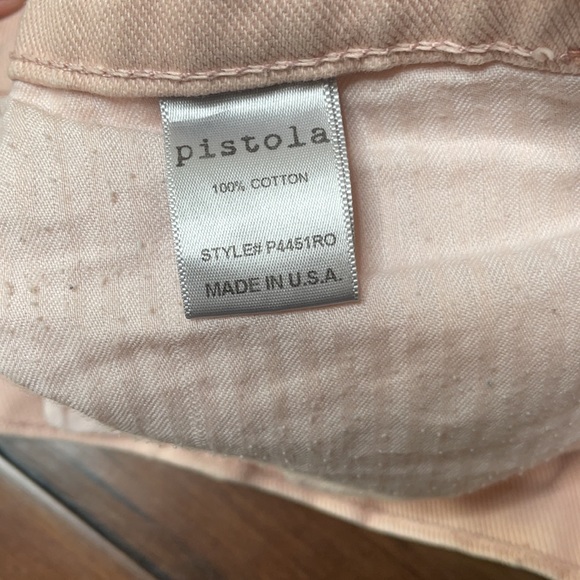 pistola
100% COTTON
STYLE# P4451RO
MADE IN U.S.A.